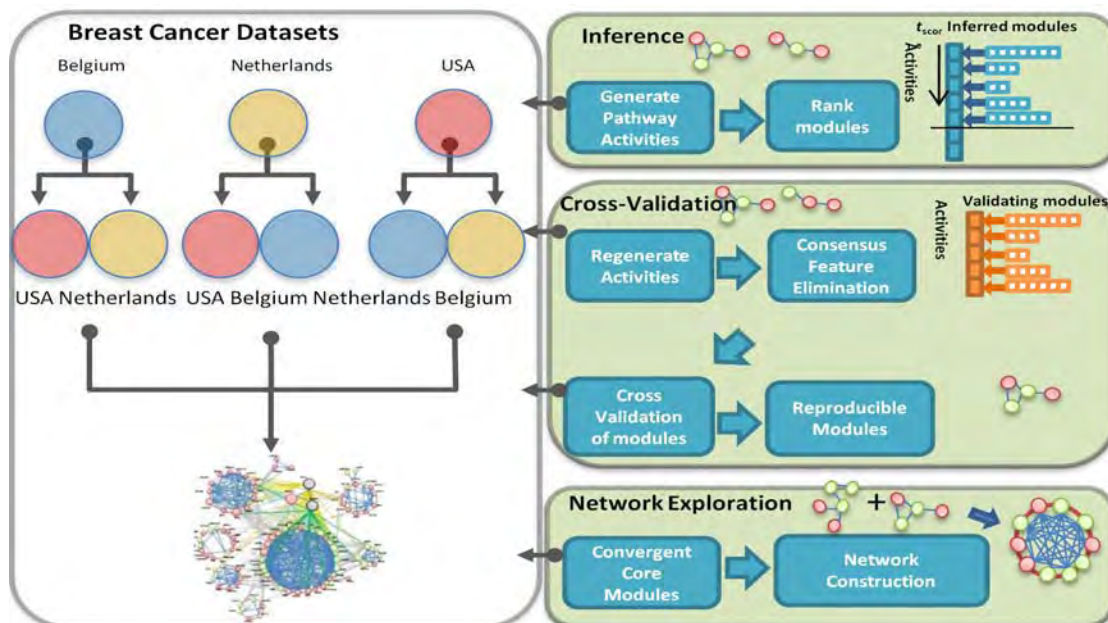 Breast Cancer Datasets
Belgium Netherlands USA
USA Netherlands USA Belgium Netherlands Belgium
Inference
Generate
Pathway
Activities
Rank
modules
tscor Inferred modules
Activities
Cross-Validation
Regenerate
Activities
Consensus
Feature
Elimination
Validating modules
Activities
Cross
Validation
of modules
Reproducible
Modules
Network Exploration
+
Convergent
Core
Modules
Network
Construction